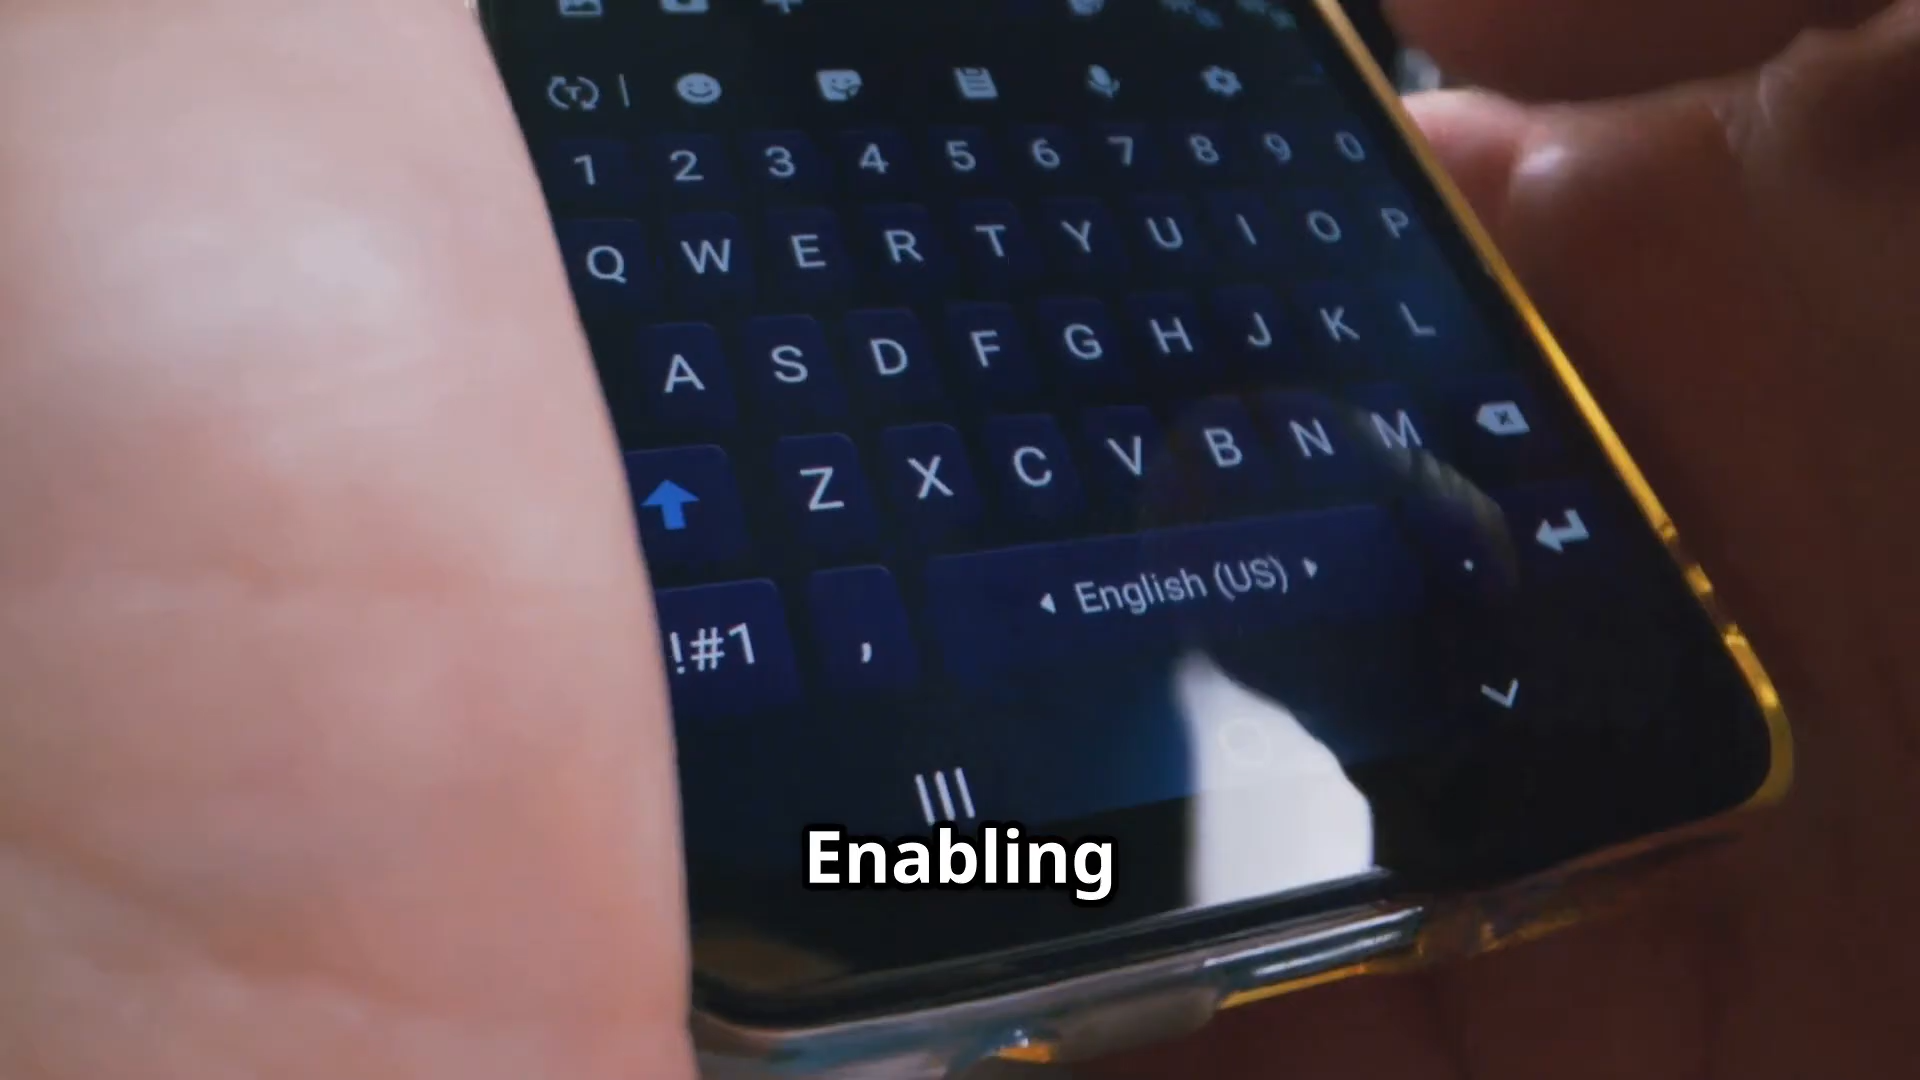 1 2 3 4 5 6 7 8 9 0
Q W E R T Y U I O P
A S D F G H J K L
Z X C V B N M
!#1 , English (US) .
Enabling